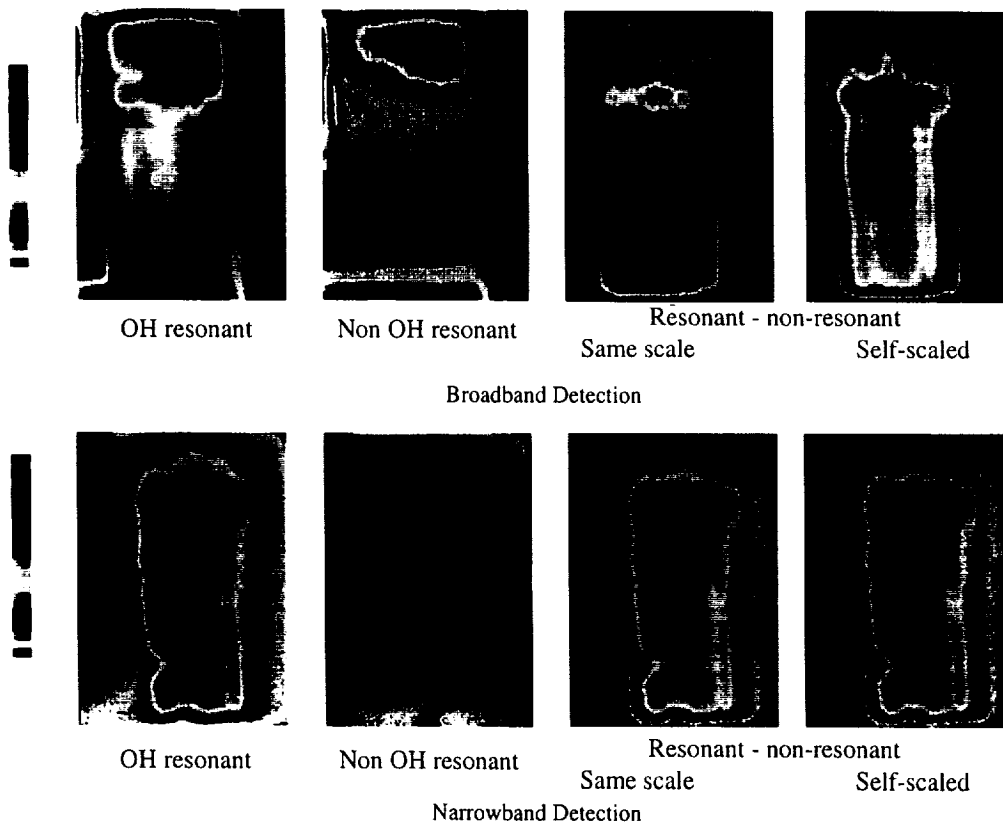 OH resonant
Non OH resonant
Resonant - non-resonant
Same scale
Self-scaled
Broadband Detection
OH resonant
Non OH resonant
Resonant - non-resonant
Same scale
Self-scaled
Narrowband Detection